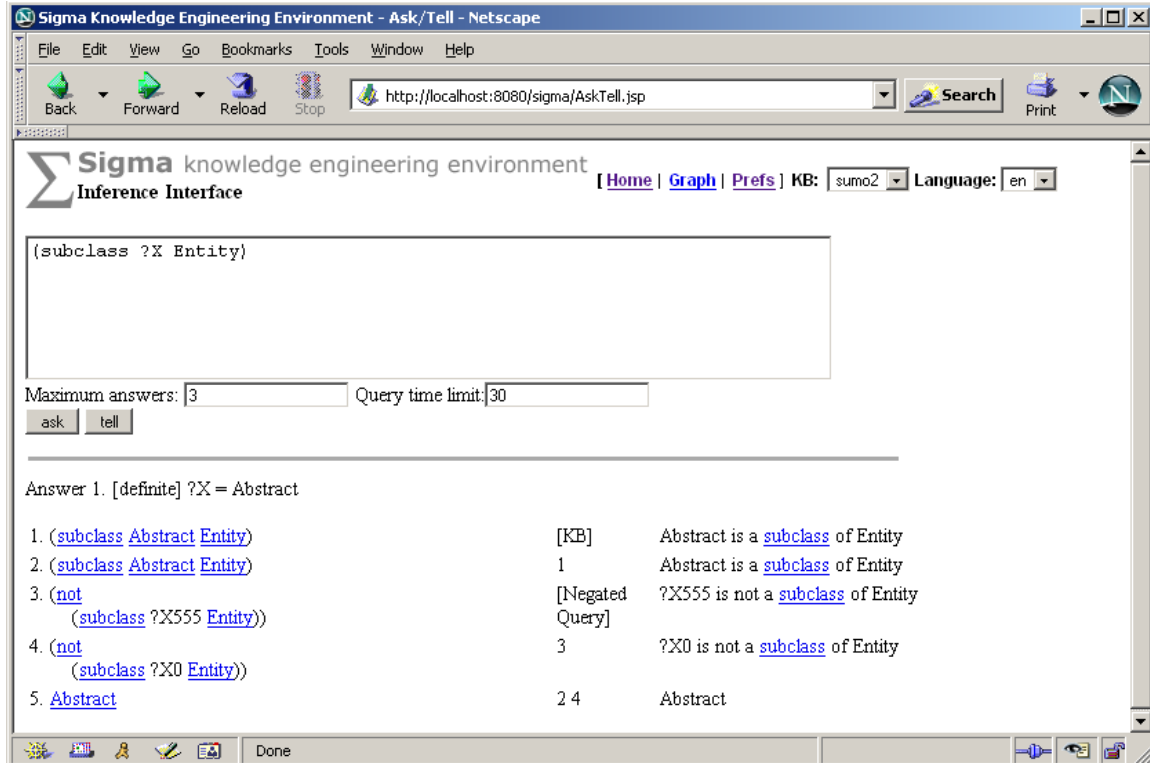 Sigma Knowledge Engineering Environment - Ask/Tell - Netscape
File Edit View Go Bookmarks Tools Window Help
Back Forward Reload Stop http://localhost:8080/sigma/AskTell.jsp Search Print N
Σ Sigma knowledge engineering environment
Inference Interface
[ Home | Graph | Prefs ] KB: sumo2 Language: en
(subclass ?X Entity)
Maximum answers: 3 Query time limit: 30
ask tell
Answer 1. [definite] ?X = Abstract
1. (subclass Abstract Entity) [KB] Abstract is a subclass of Entity
2. (subclass Abstract Entity) 1 Abstract is a subclass of Entity
3. (not [Negated ?X555 is not a subclass of Entity
(subclass ?X555 Entity)) Query]
4. (not 3 ?X0 is not a subclass of Entity
(subclass ?X0 Entity))
5. Abstract 2 4 Abstract
Done